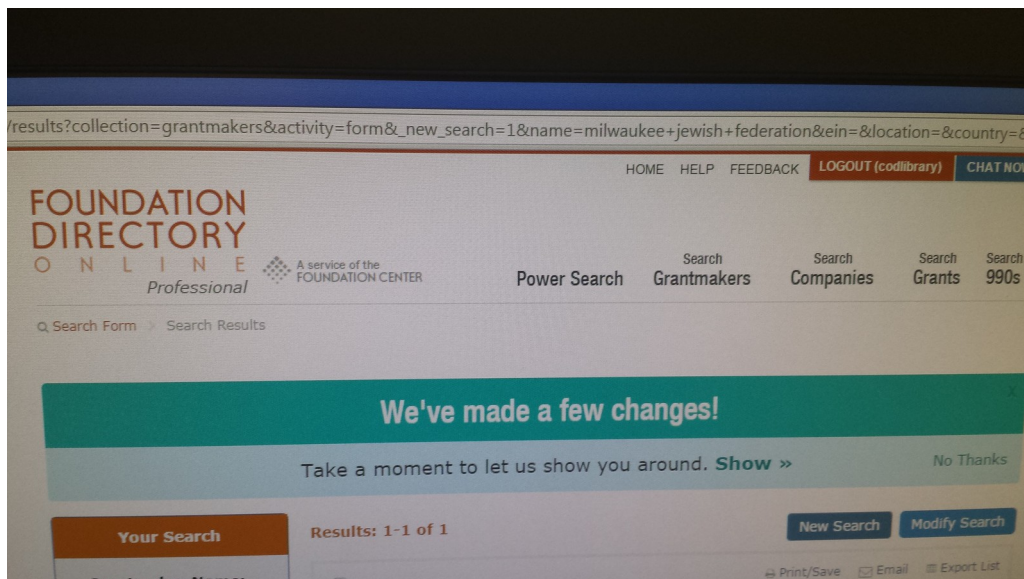 /results?collection=grantmakers&activity=form&_new_search=1&name=milwaukee+jewish+federation&ein=&location=&country=&
HOME HELP FEEDBACK LOGOUT (codlibrary) CHAT NO
FOUNDATION
DIRECTORY
ONLINE
Professional
A service of the
FOUNDATION CENTER
Power Search
Search
Grantmakers
Search
Companies
Search
Grants
Search
990s
Search Form > Search Results
We've made a few changes!
x
Take a moment to let us show you around. Show »
No Thanks
Your Search
Results: 1-1 of 1
New Search
Modify Search
Print/Save Email Export List